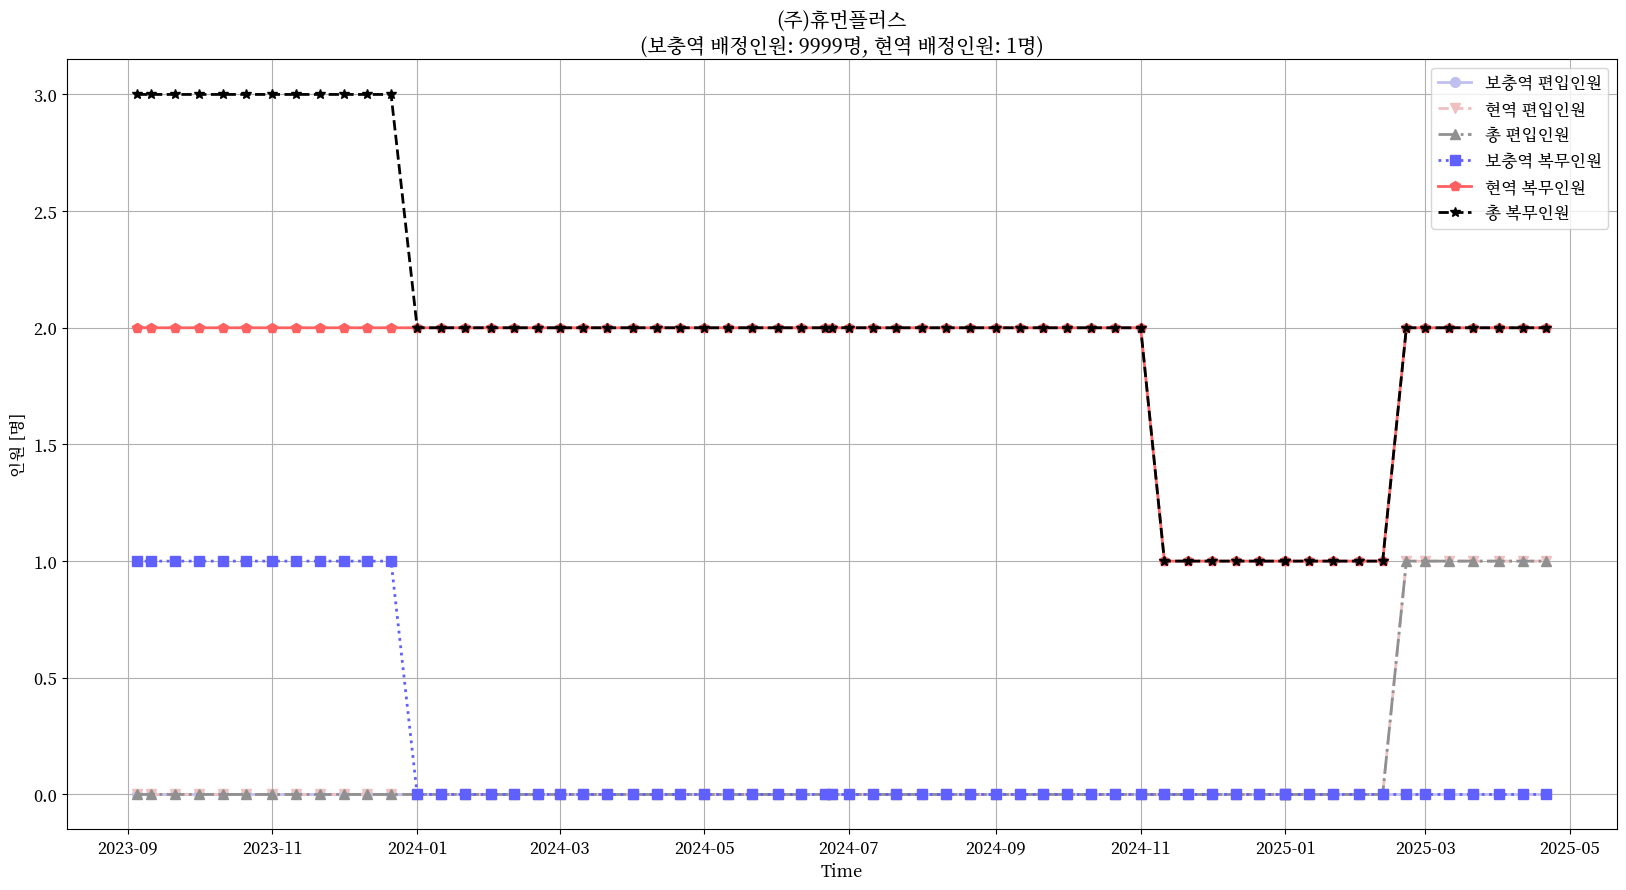 (주)휴먼플러스
(보충역 배정인원: 9999명, 현역 배정인원: 1명)
보충역 편입인원
현역 편입인원
총 편입인원
보충역 복무인원
현역 복무인원
총 복무인원
인원 [명]
3.0
2.5
2.0
1.5
1.0
0.5
0.0
2023-09 2023-11 2024-01 2024-03 2024-05 2024-07 2024-09 2024-11 2025-01 2025-03 2025-05
Time